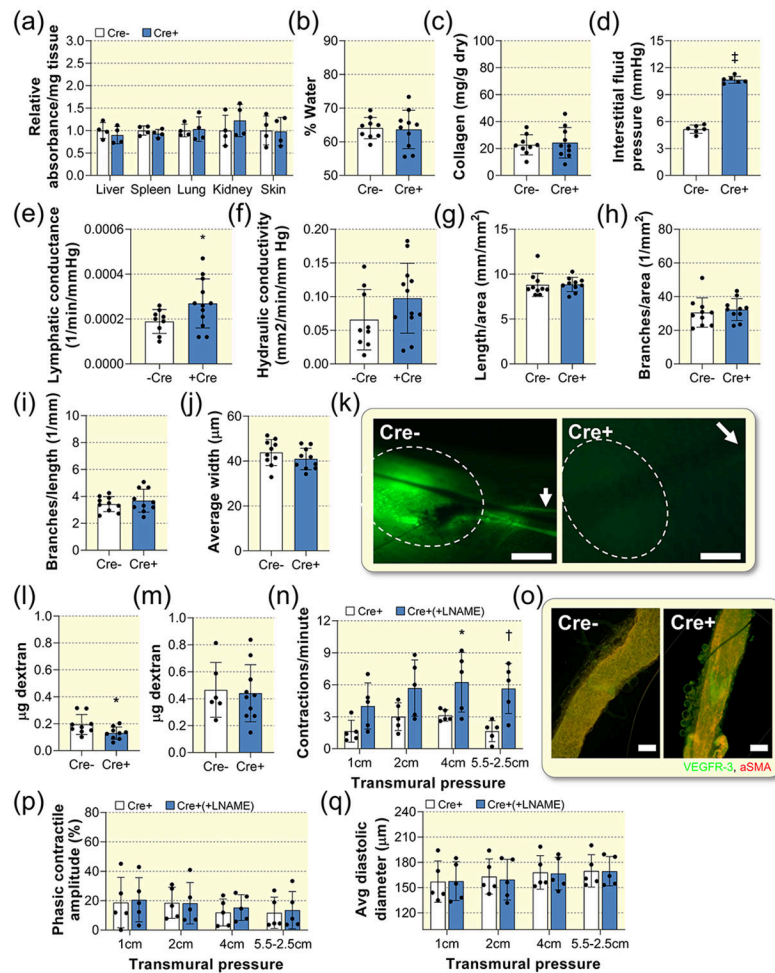 (a)
Cre- Cre+
Relative
absorbance/mg tissue
3.0
2.5
2.0
1.5
1.0
0.5
0.0
Liver Spleen Lung Kidney Skin
(b)
% Water
90
80
70
60
50
Cre- Cre+
(c)
Collagen (mg/g dry)
100
80
60
40
20
0
Cre- Cre+
(d)
Interstitial fluid
pressure (mmHg)
15
12
9
6
3
0
‡
Cre- Cre+
(e)
Lymphatic conductance
(1/min/mmHg)
0.0006
0.0004
0.0002
0.0000
*
-Cre +Cre
(f)
Hydraulic conductivity
(mm2/min/mm Hg)
0.20
0.15
0.10
0.05
0.00
-Cre +Cre
(g)
Length/area (mm/mm²)
20
15
10
5
0
Cre- Cre+
(h)
Branches/area (1/mm²)
100
80
60
40
20
0
Cre- Cre+
(i)
Branches/length (1/mm)
10
8
6
4
2
0
Cre- Cre+
(j)
Average width (µm)
60
40
20
0
Cre- Cre+
(k)
Cre-
Cre+
(l)
µg dextran
0.8
0.6
0.4
0.2
0.0
*
Cre- Cre+
(m)
µg dextran
1.0
0.8
0.6
0.4
0.2
0.0
Cre- Cre+
(n)
Cre+ Cre+(+LNAME)
Contractions/minute
12
9
6
3
0
* †
1cm 2cm 4cm 5.5-2.5cm
Transmural pressure
(o)
Cre-
Cre+
VEGFR-3, aSMA
(p)
Cre+ Cre+(+LNAME)
Phasic contractile
amplitude (%)
80
60
40
20
0
1cm 2cm 4cm 5.5-2.5cm
Transmural pressure
(q)
Cre+ Cre+(+LNAME)
Avg diastolic
diameter (µm)
240
210
180
150
120
1cm 2cm 4cm 5.5-2.5cm
Transmural pressure